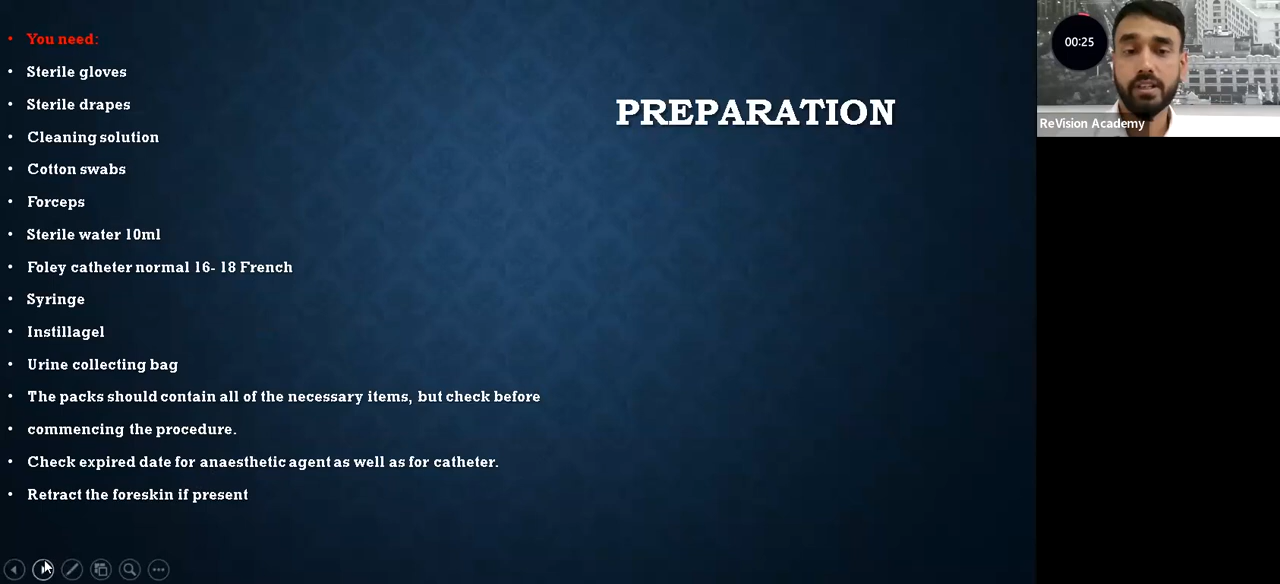 You need:
Sterile gloves
Sterile drapes
Cleaning solution
Cotton swabs
Forceps
Sterile water 10ml
Foley catheter normal 16- 18 French
Syringe
Instillagel
Urine collecting bag
The packs should contain all of the necessary items, but check before
commencing the procedure.
Check expired date for anaesthetic agent as well as for catheter.
Retract the foreskin if present
PREPARATION
00:25
ReVision Academy